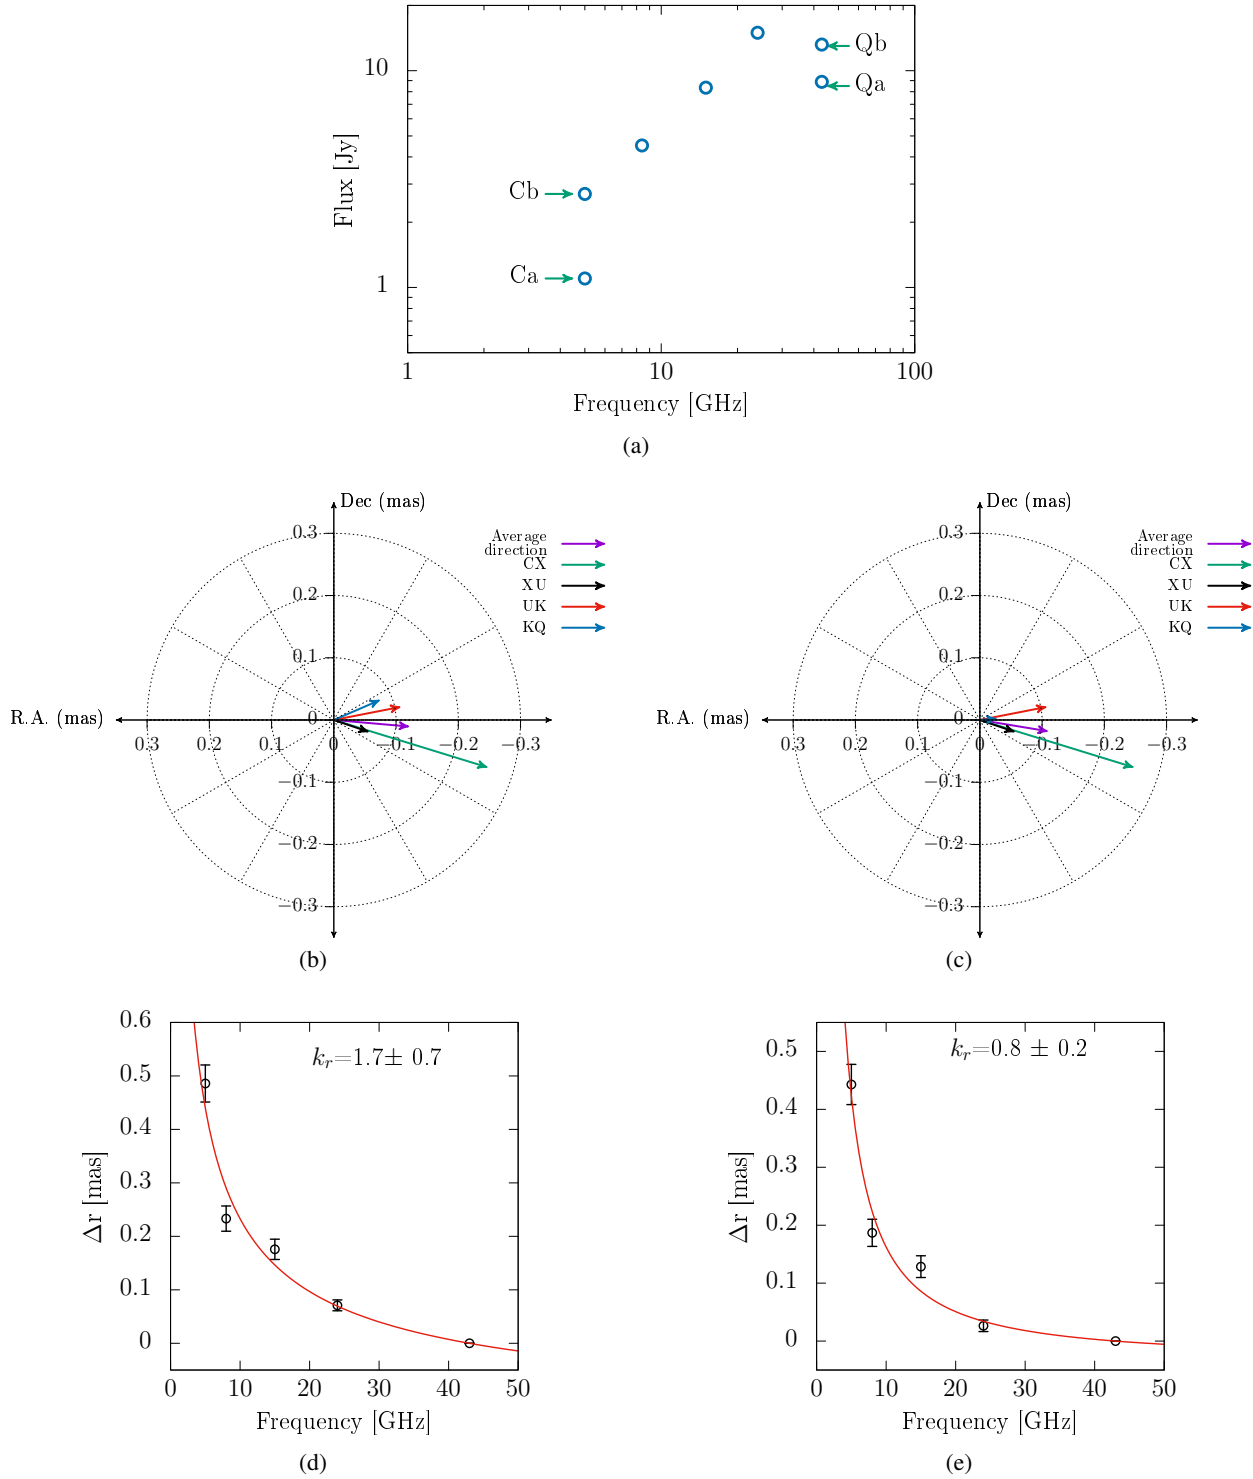 10
1
Flux [Jy]
Qb
Qa
Cb
Ca
1
10
100
Frequency [GHz]
(a)
Dec (mas)
R.A. (mas)
0.3
0.2
0.1
0
−0.1
−0.2
−0.3
0.3 0.2 0.1 0 −0.1 −0.2 −0.3
Average
direction
CX
XU
UK
KQ
(b)
Dec (mas)
R.A. (mas)
0.3
0.2
0.1
0
−0.1
−0.2
−0.3
0.3 0.2 0.1 0 −0.1 −0.2 −0.3
Average
direction
CX
XU
UK
KQ
(c)
0.6
0.5
0.4
0.3
0.2
0.1
0
Δr [mas]
k_r=1.7± 0.7
0 10 20 30 40 50
Frequency [GHz]
(d)
0.5
0.4
0.3
0.2
0.1
0
Δr [mas]
k_r=0.8 ± 0.2
0 10 20 30 40 50
Frequency [GHz]
(e)